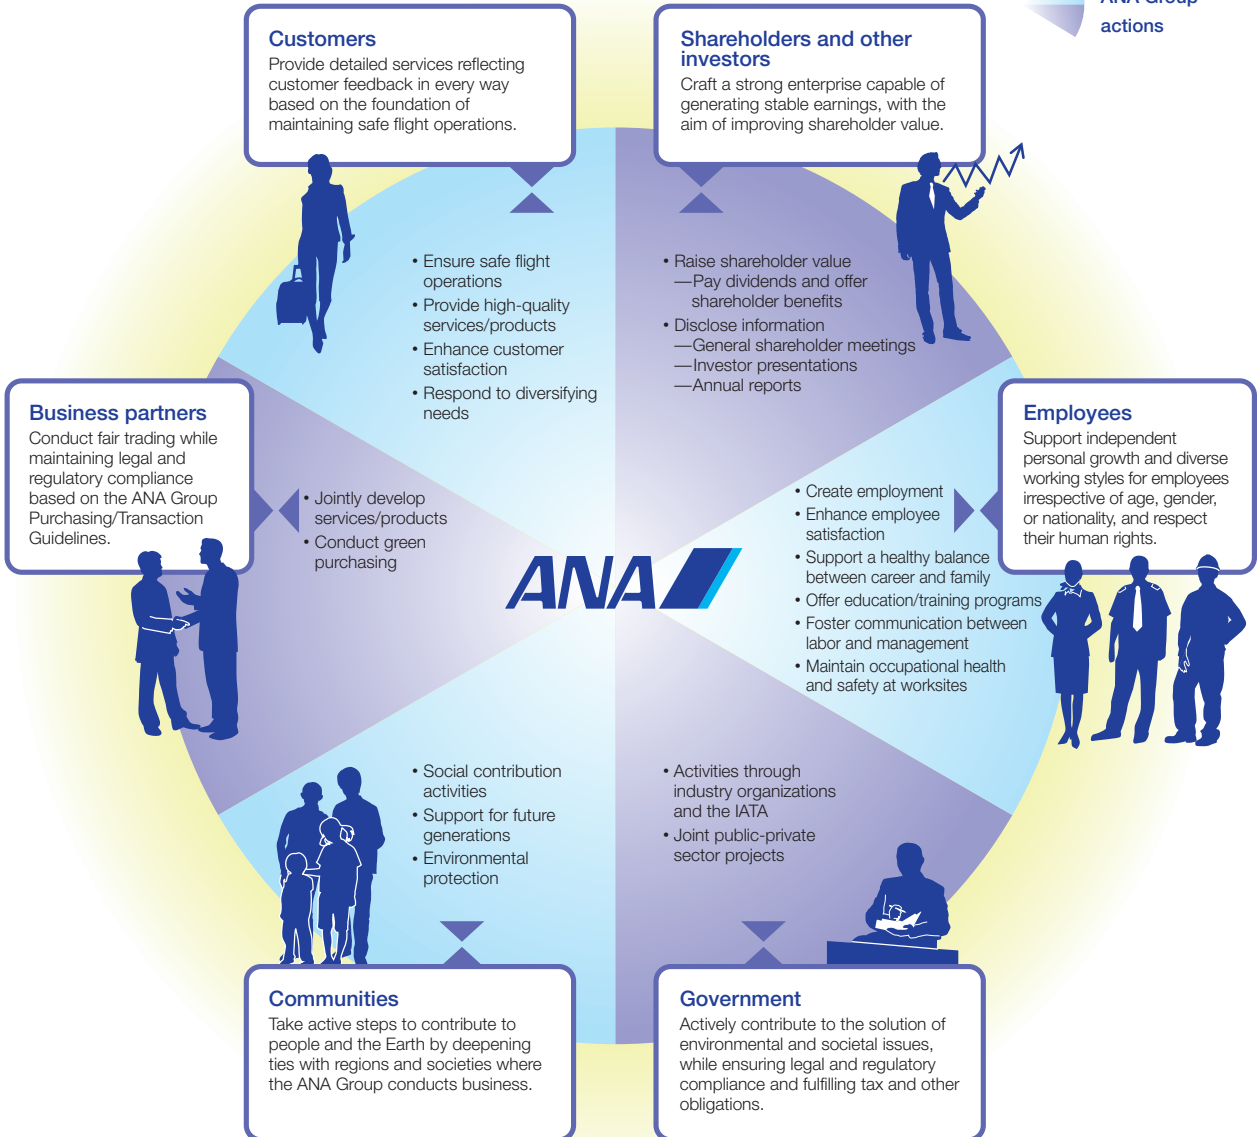 ANA Group
actions
Customers
Provide detailed services reflecting
customer feedback in every way
based on the foundation of
maintaining safe flight operations.
Shareholders and other
investors
Craft a strong enterprise capable of
generating stable earnings, with the
aim of improving shareholder value.
• Ensure safe flight
operations
• Provide high-quality
services/products
• Enhance customer
satisfaction
• Respond to diversifying
needs
• Raise shareholder value
—Pay dividends and offer
shareholder benefits
• Disclose information
—General shareholder meetings
—Investor presentations
—Annual reports
Business partners
Conduct fair trading while
maintaining legal and
regulatory compliance
based on the ANA Group
Purchasing/Transaction
Guidelines.
• Jointly develop
services/products
• Conduct green
purchasing
ANA
• Create employment
• Enhance employee
satisfaction
• Support a healthy balance
between career and family
• Offer education/training programs
• Foster communication between
labor and management
• Maintain occupational health
and safety at worksites
Employees
Support independent
personal growth and diverse
working styles for employees
irrespective of age, gender,
or nationality, and respect
their human rights.
• Social contribution
activities
• Support for future
generations
• Environmental
protection
• Activities through
industry organizations
and the IATA
• Joint public-private
sector projects
Communities
Take active steps to contribute to
people and the Earth by deepening
ties with regions and societies where
the ANA Group conducts business.
Government
Actively contribute to the solution of
environmental and societal issues,
while ensuring legal and regulatory
compliance and fulfilling tax and other
obligations.